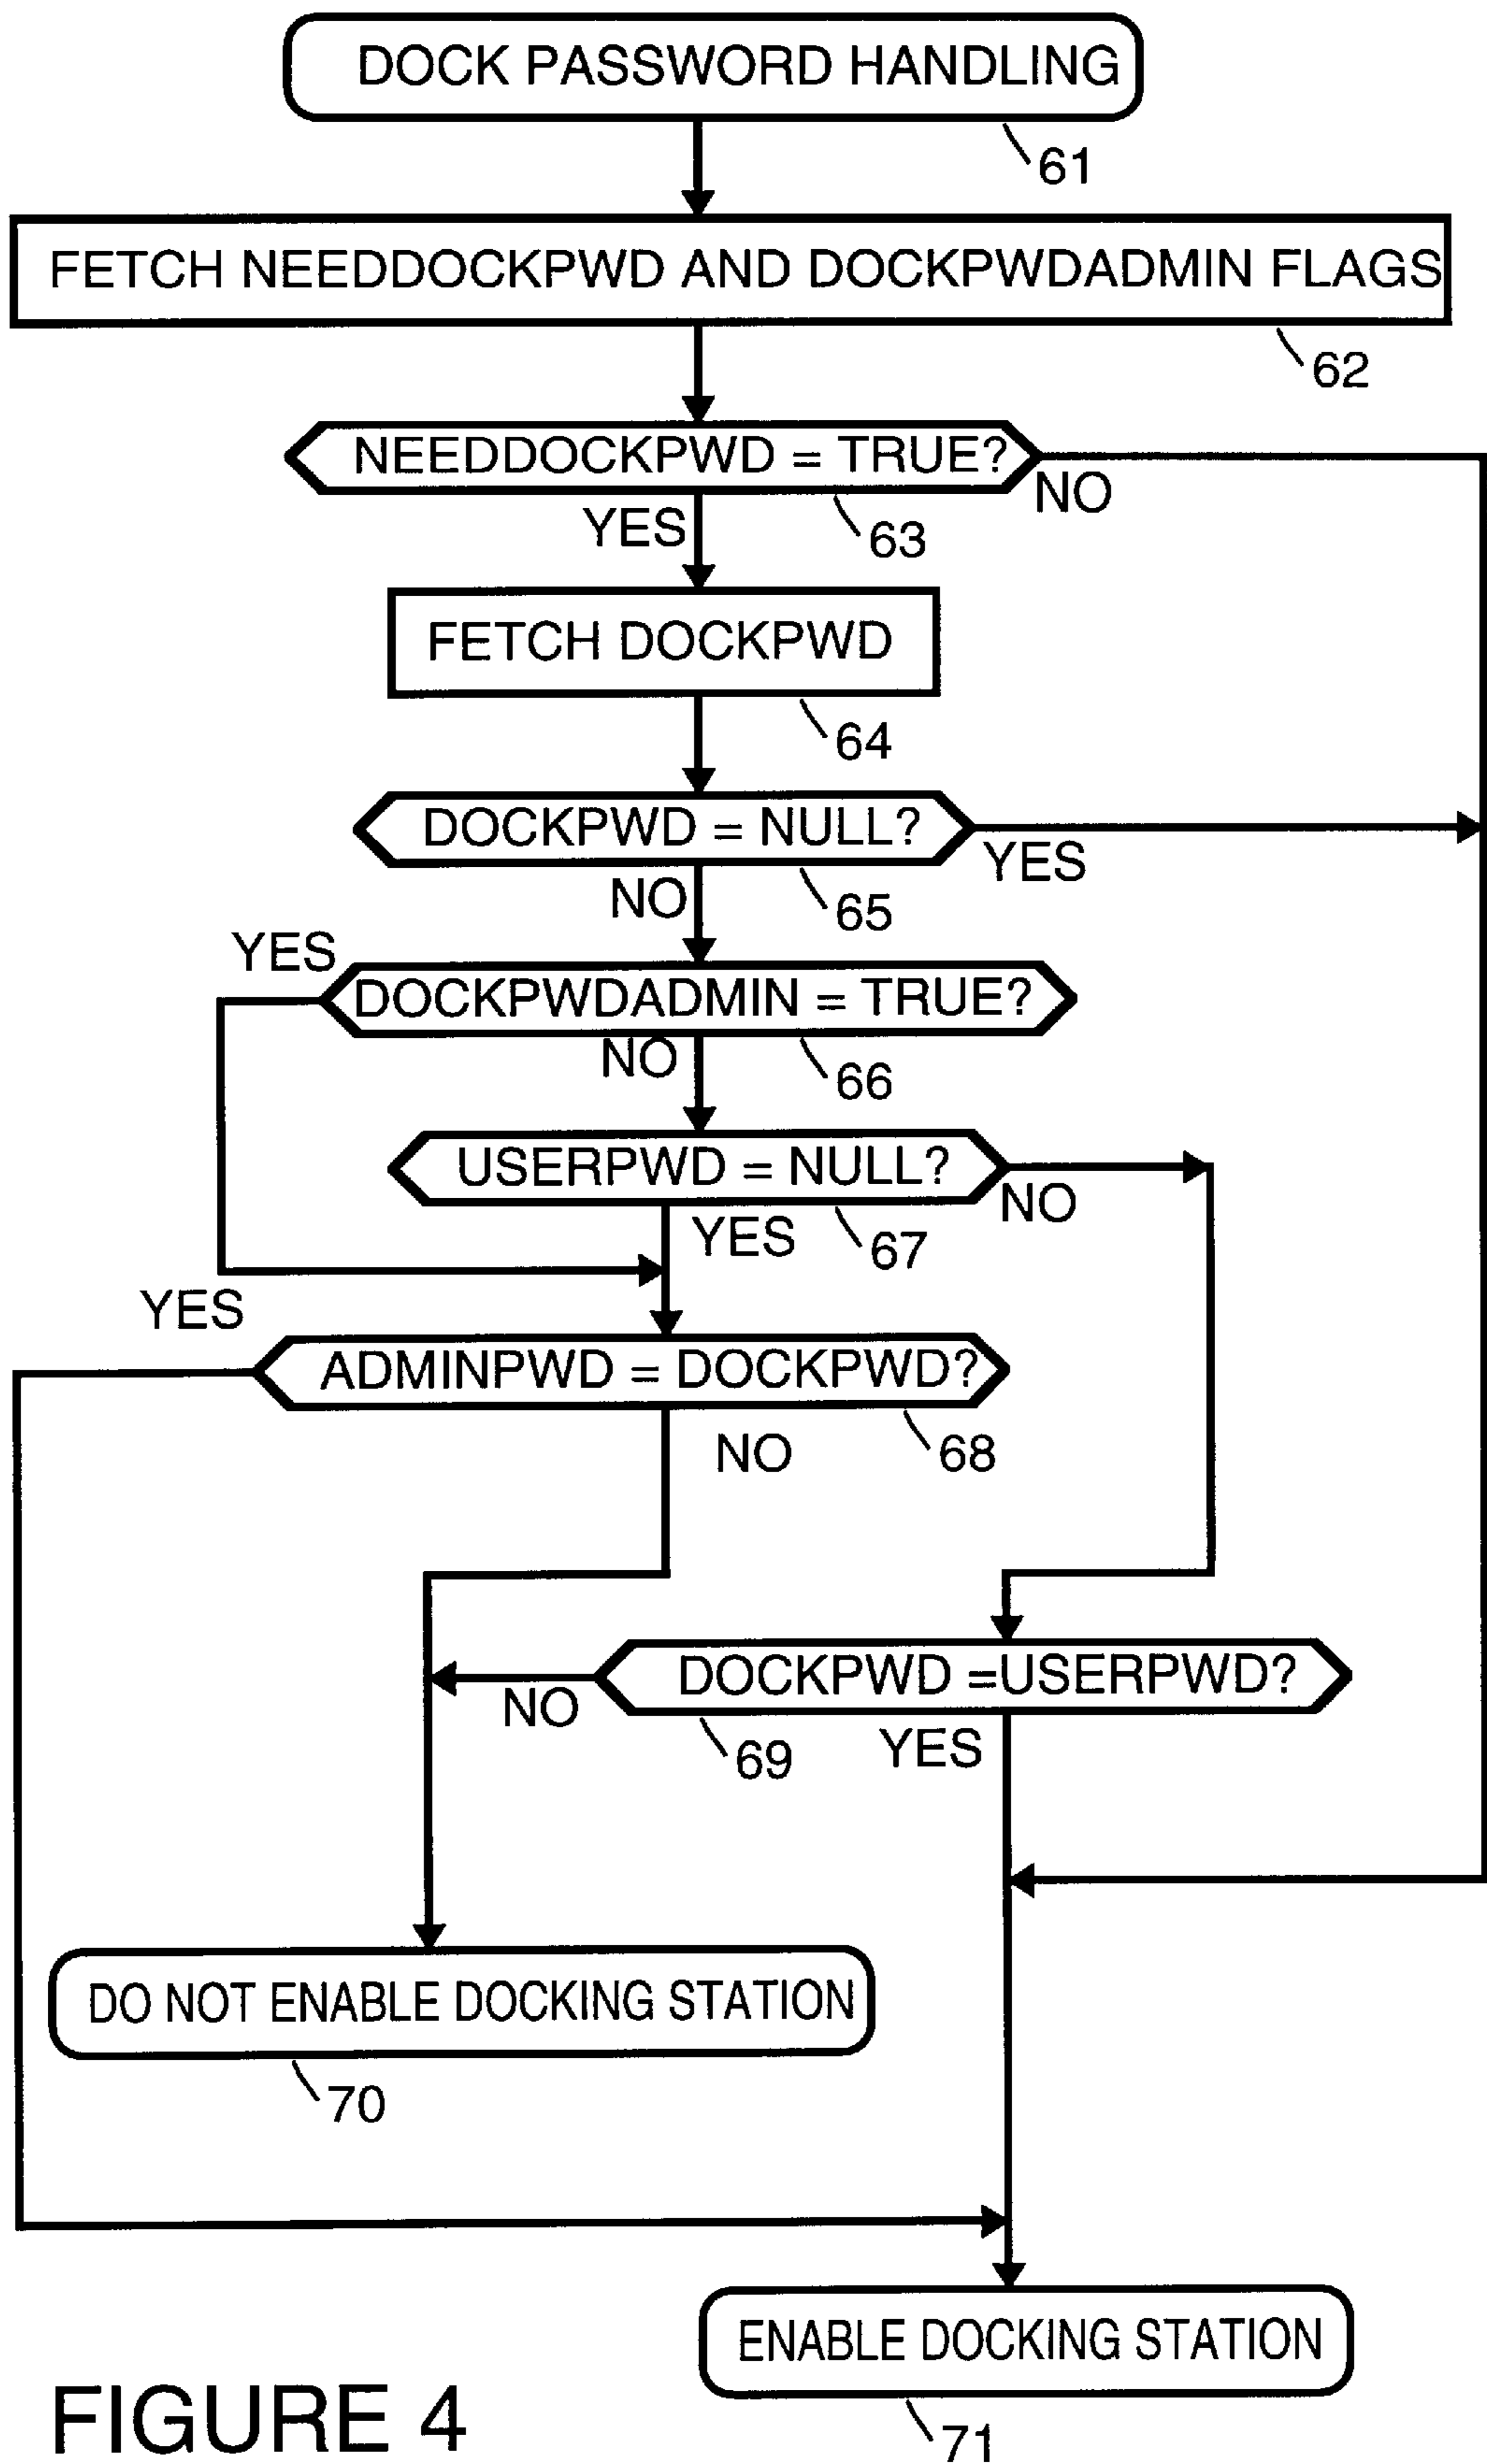 DOCK PASSWORD HANDLING
61
FETCH NEEDDOCKPWD AND DOCKPWDADMIN FLAGS
62
NEEDDOCKPWD = TRUE?
NO
YES
63
FETCH DOCKPWD
64
DOCKPWD = NULL?
YES
NO
65
YES
DOCKPWDADMIN = TRUE?
NO
66
USERPWD = NULL?
NO
YES
67
YES
ADMINPWD = DOCKPWD?
NO
68
DOCKPWD =USERPWD?
NO
69
YES
DO NOT ENABLE DOCKING STATION
70
ENABLE DOCKING STATION
71
FIGURE 4